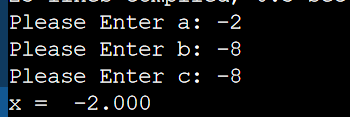 Please Enter a: -2
Please Enter b: -8
Please Enter c: -8
x =  -2.000